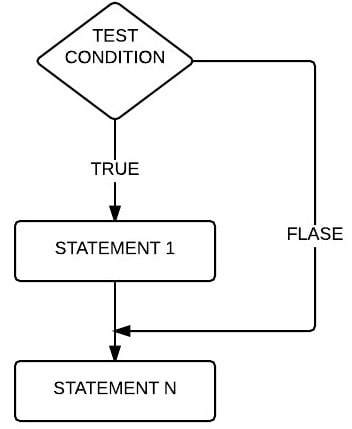 TEST
CONDITION
TRUE
FLASE
STATEMENT 1
STATEMENT N